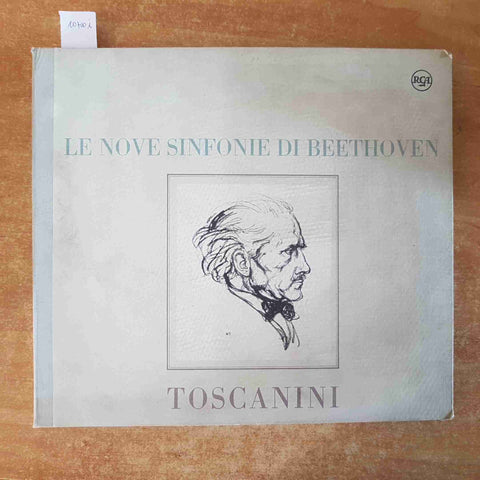 RCA
LE NOVE SINFONIE DI BEETHOVEN
TOSCANINI